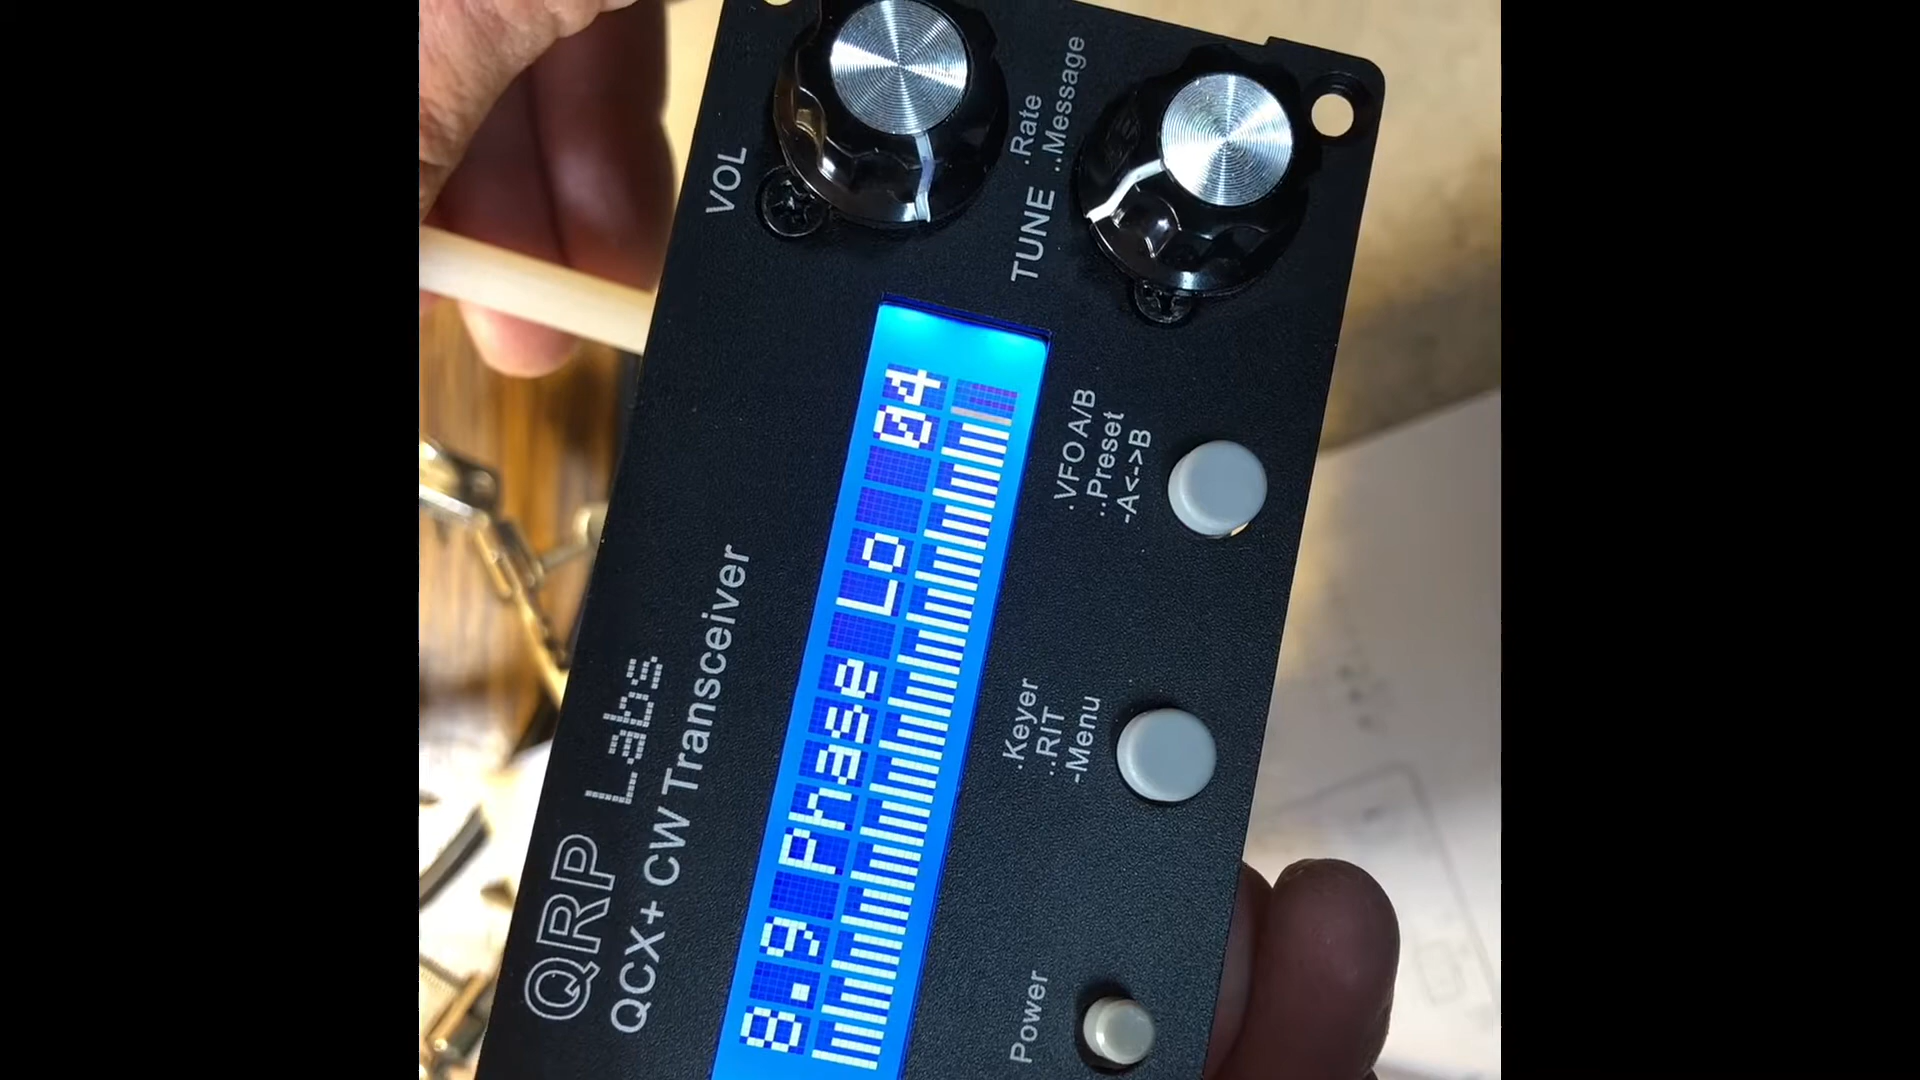 QRP Labs
QCX+ CW Transceiver
VOL
TUNE
.Rate
..Message
8.9 Phase Lo 04
.VFO A/B
..Preset
-A<->B
.Keyer
..RIT
-Menu
Power